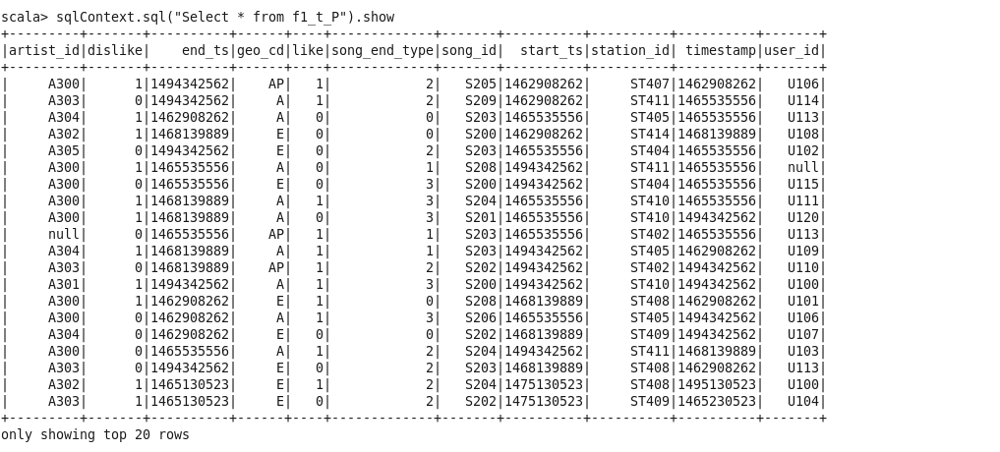 scala> sqlContext.sql("Select * from f1_t_P").show
+---------+-------+----------+------+----+-------------+-------+----------+----------+----------+-------+
|artist_id|dislike|    end_ts|geo_cd|like|song_end_type|song_id|  start_ts|station_id| timestamp|user_id|
+---------+-------+----------+------+----+-------------+-------+----------+----------+----------+-------+
|     A300|      1|1494342562|    AP|   1|            2|   S205|1462908262|     ST407|1462908262|   U106|
|     A303|      0|1494342562|     A|   1|            2|   S209|1462908262|     ST411|1465535556|   U114|
|     A304|      1|1462908262|     A|   0|            0|   S203|1465535556|     ST405|1465535556|   U113|
|     A302|      1|1468139889|     E|   0|            0|   S200|1462908262|     ST414|1468139889|   U108|
|     A305|      0|1494342562|     E|   0|            2|   S203|1465535556|     ST404|1465535556|   U102|
|     A300|      1|1465535556|     A|   0|            1|   S208|1494342562|     ST411|1465535556|   null|
|     A300|      0|1465535556|     E|   0|            3|   S200|1494342562|     ST404|1465535556|   U115|
|     A300|      1|1468139889|     A|   1|            3|   S204|1465535556|     ST410|1465535556|   U111|
|     A300|      1|1468139889|     A|   0|            3|   S201|1465535556|     ST410|1494342562|   U120|
|     null|      0|1465535556|    AP|   1|            1|   S203|1465535556|     ST402|1465535556|   U113|
|     A304|      1|1468139889|     A|   1|            1|   S203|1494342562|     ST405|1462908262|   U109|
|     A303|      0|1468139889|    AP|   1|            2|   S202|1494342562|     ST402|1494342562|   U110|
|     A301|      1|1494342562|     A|   1|            3|   S200|1494342562|     ST410|1494342562|   U100|
|     A300|      1|1462908262|     E|   1|            0|   S208|1468139889|     ST408|1462908262|   U101|
|     A300|      0|1462908262|     A|   1|            3|   S206|1465535556|     ST405|1494342562|   U106|
|     A304|      0|1462908262|     E|   0|            0|   S202|1468139889|     ST409|1494342562|   U107|
|     A300|      0|1465535556|     A|   1|            2|   S204|1494342562|     ST411|1468139889|   U103|
|     A303|      0|1494342562|     E|   0|            2|   S203|1468139889|     ST408|1462908262|   U113|
|     A302|      1|1465130523|     E|   1|            2|   S204|1475130523|     ST408|1495130523|   U100|
|     A303|      1|1465130523|     E|   0|            2|   S202|1475130523|     ST409|1465230523|   U104|
+---------+-------+----------+------+----+-------------+-------+----------+----------+----------+-------+
only showing top 20 rows